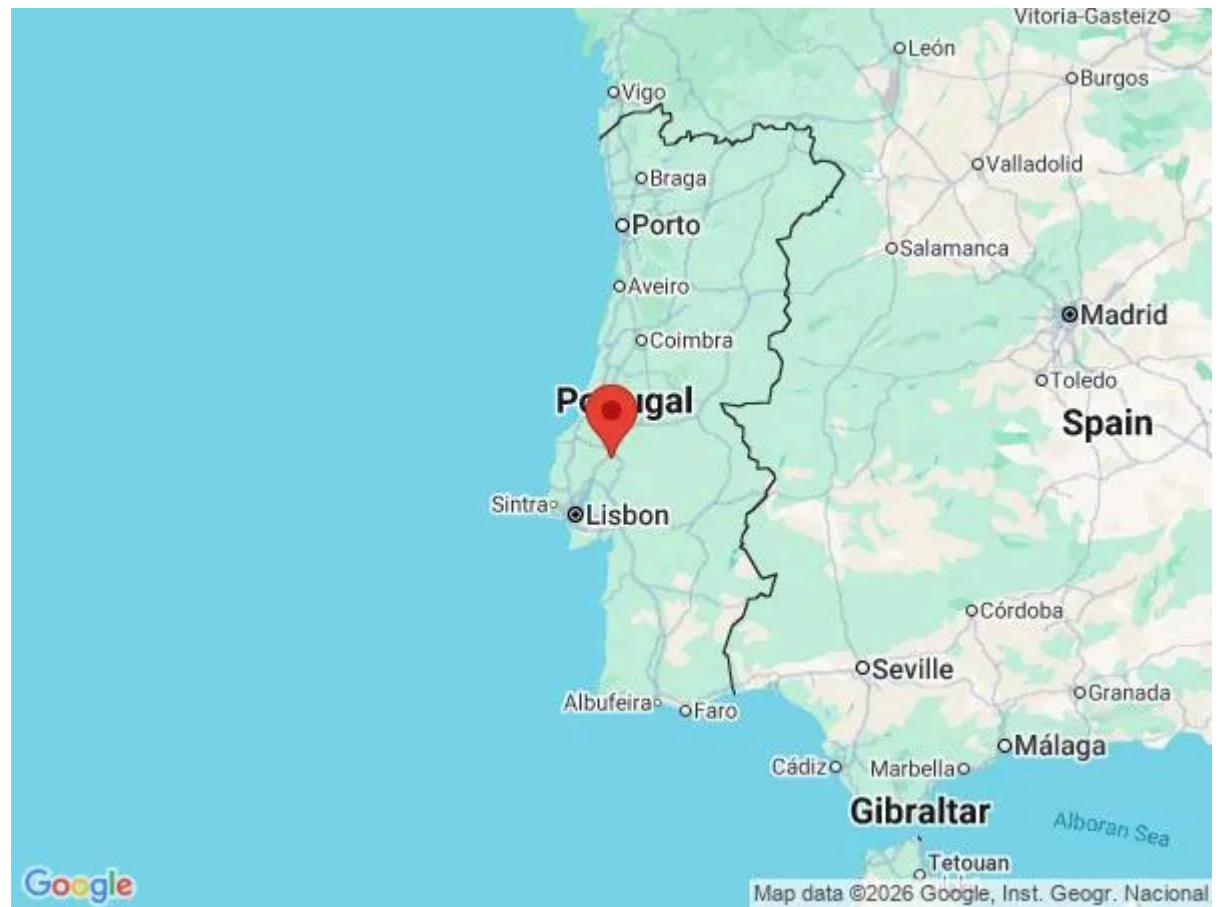 Vitoria-Gasteiz
León
Burgos
Vigo
Valladolid
Braga
Porto
Salamanca
Aveiro
Madrid
Coimbra
Toledo
Portugal
Spain
Sintra
Lisbon
Córdoba
Seville
Granada
Albufeira
Faro
Málaga
Cádiz
Marbella
Gibraltar
Alboran Sea
Tetouan
Google
Map data ©2026 Google, Inst. Geogr. Nacional